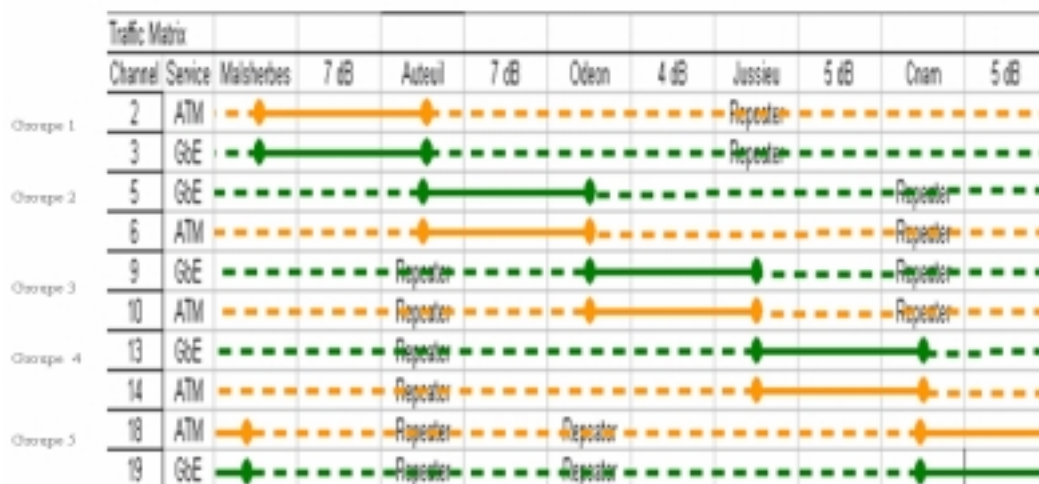 Traffic Matrix
Channel Service Malsherbes 7 dB Auteuil 7 dB Odeon 4 dB Jussieu 5 dB Cnam 5 dB
Groupe 1
2 ATM Repeater
3 GbE Repeater
Groupe 2
5 GbE Repeater
6 ATM Repeater
Groupe 3
9 GbE Repeater Repeater
10 ATM Repeater Repeater
Groupe 4
13 GbE Repeater
14 ATM Repeater
Groupe 5
18 ATM Repeater Repeater
19 GbE Repeater Repeater